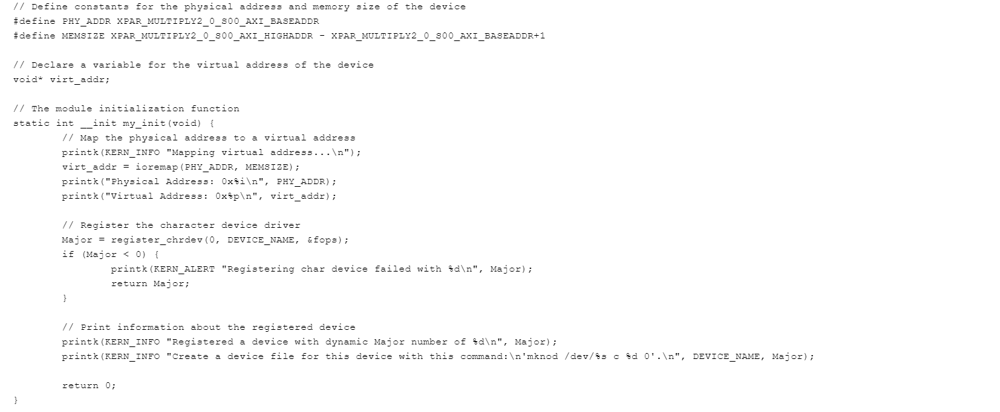 // Define constants for the physical address and memory size of the device
#define PHY_ADDR XPAR_MULTIPLY2_0_S00_AXI_BASEADDR
#define MEMSIZE XPAR_MULTIPLY2_0_S00_AXI_HIGHADDR - XPAR_MULTIPLY2_0_S00_AXI_BASEADDR+1
// Declare a variable for the virtual address of the device
void* virt_addr;
// The module initialization function
static int __init my_init(void) {
        // Map the physical address to a virtual address
        printk(KERN_INFO "Mapping virtual address...\n");
        virt_addr = ioremap(PHY_ADDR, MEMSIZE);
        printk("Physical Address: 0x%i\n", PHY_ADDR);
        printk("Virtual Address: 0x%p\n", virt_addr);
        // Register the character device driver
        Major = register_chrdev(0, DEVICE_NAME, &fops);
        if (Major < 0) {
                printk(KERN_ALERT "Registering char device failed with %d\n", Major);
                return Major;
        }
        // Print information about the registered device
        printk(KERN_INFO "Registered a device with dynamic Major number of %d\n", Major);
        printk(KERN_INFO "Create a device file for this device with this command:\n'mknod /dev/%s c %d 0'.\n", DEVICE_NAME, Major);
        return 0;
}